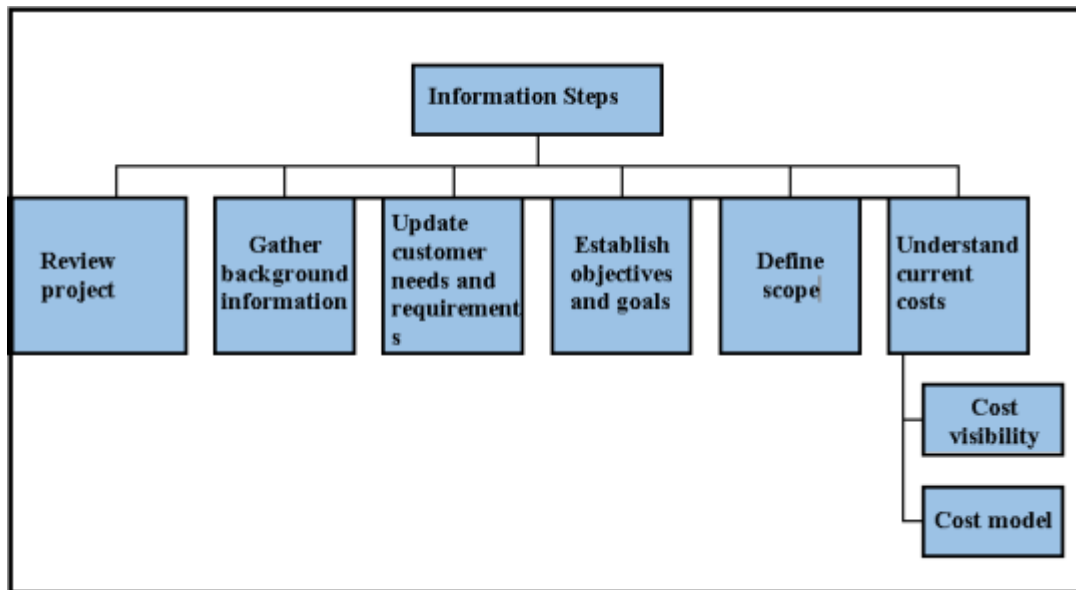 Information Steps
Review
project
Gather
background
information
Update
customer
needs and
requirement
s
Establish
objectives
and goals
Define
scope
Understand
current
costs
Cost
visibility
Cost model